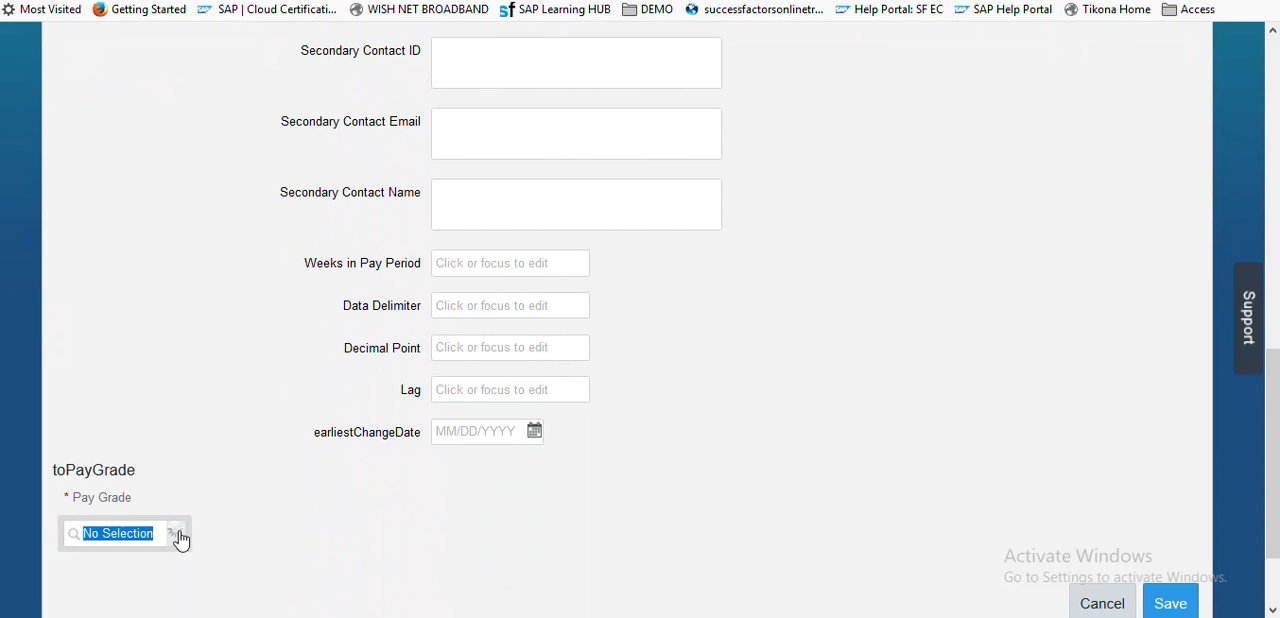 Most Visited Getting Started SAP | Cloud Certificati... WISH NET BROADBAND SAP Learning HUB DEMO successfactorsonlinetr... Help Portal: SF EC SAP Help Portal Tikona Home Access
Secondary Contact ID
Secondary Contact Email
Secondary Contact Name
Weeks in Pay Period Click or focus to edit
Data Delimiter Click or focus to edit
Decimal Point Click or focus to edit
Lag Click or focus to edit
earliestChangeDate MM/DD/YYYY
toPayGrade
* Pay Grade
No Selection
Support
Activate Windows
Go to Settings to activate Windows.
Cancel Save